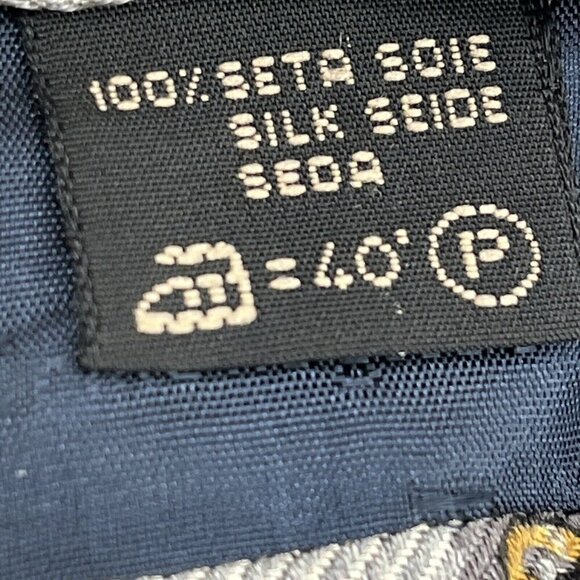 100% SETA SOIE
SILK SEIDE
SEDA
= 40° P